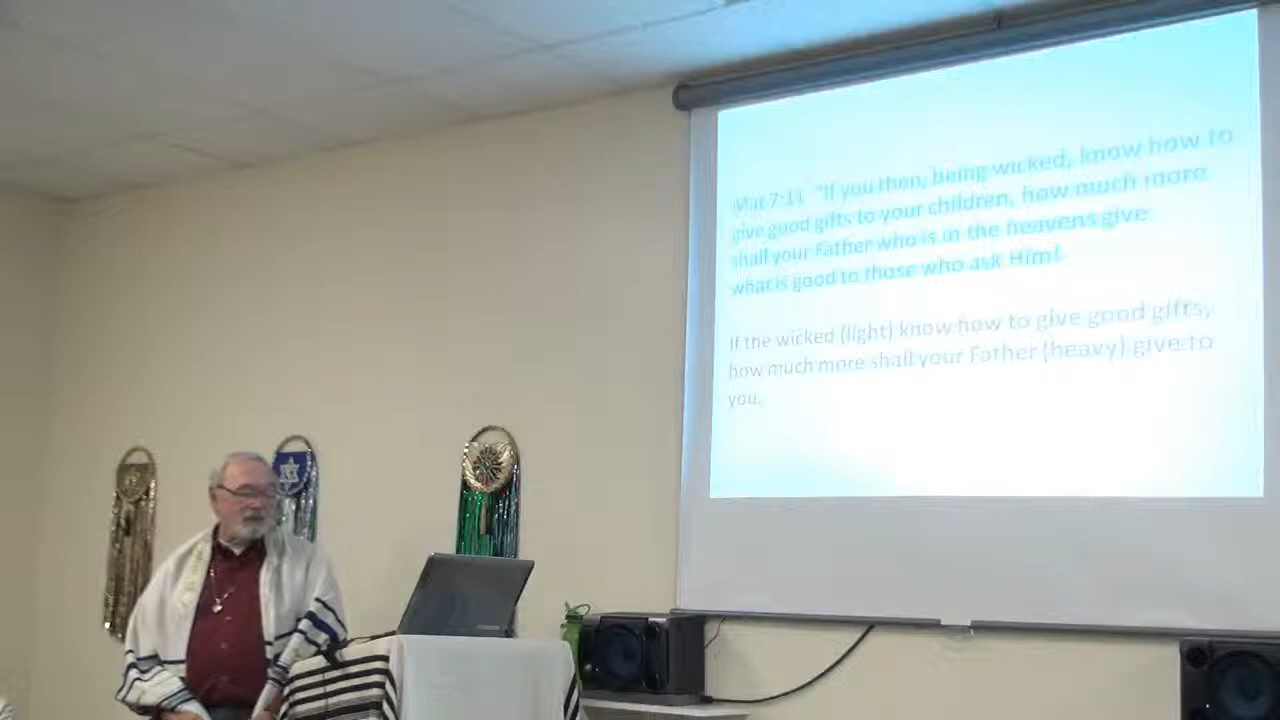 Mat 7:11 "If you then, being wicked, know how to
give good gifts to your children, how much more
shall your Father who is in the heavens give
what is good to those who ask Him!
If the wicked (light) know how to give good gifts,
how much more shall your Father (heavy) give to
you.